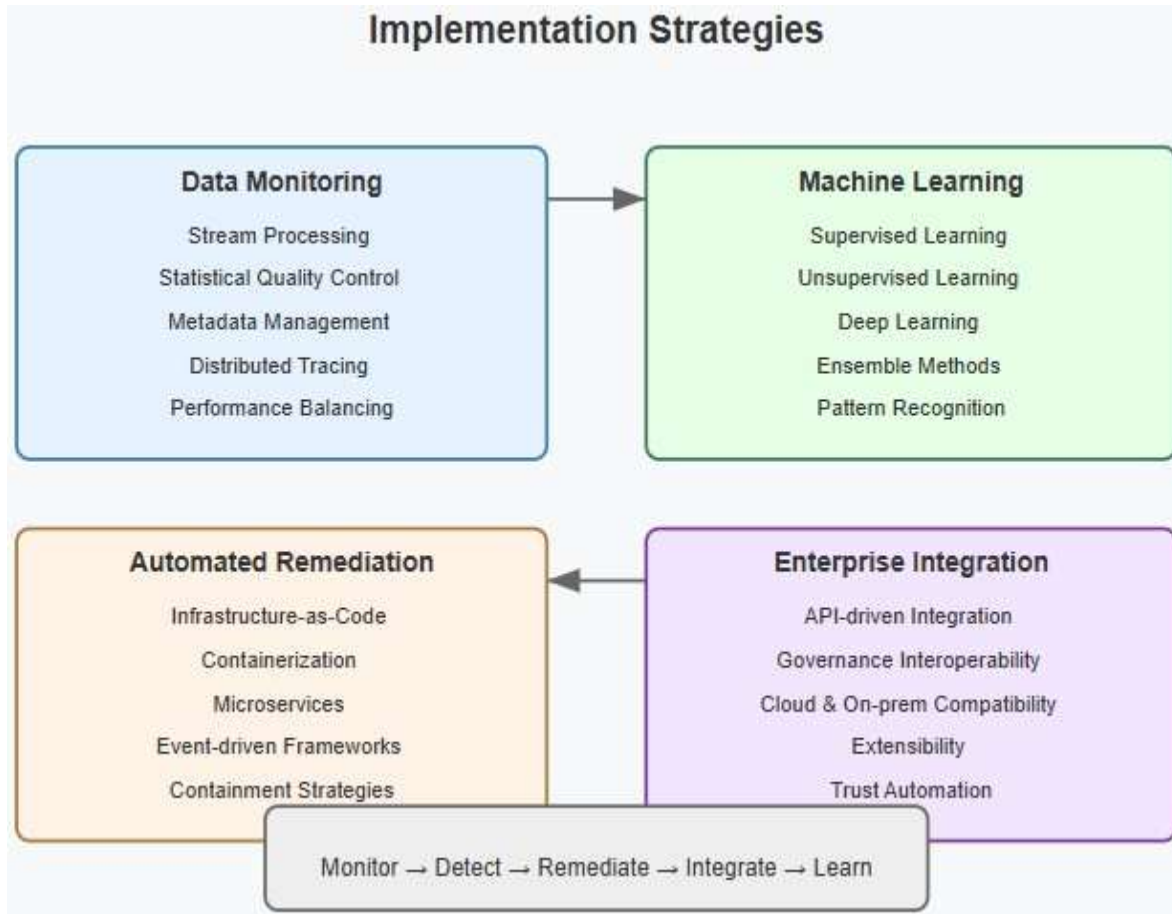 Implementation Strategies
Data Monitoring
Stream Processing
Statistical Quality Control
Metadata Management
Distributed Tracing
Performance Balancing
Machine Learning
Supervised Learning
Unsupervised Learning
Deep Learning
Ensemble Methods
Pattern Recognition
Automated Remediation
Infrastructure-as-Code
Containerization
Microservices
Event-driven Frameworks
Containment Strategies
Enterprise Integration
API-driven Integration
Governance Interoperability
Cloud & On-prem Compatibility
Extensibility
Trust Automation
Monitor → Detect → Remediate → Integrate → Learn